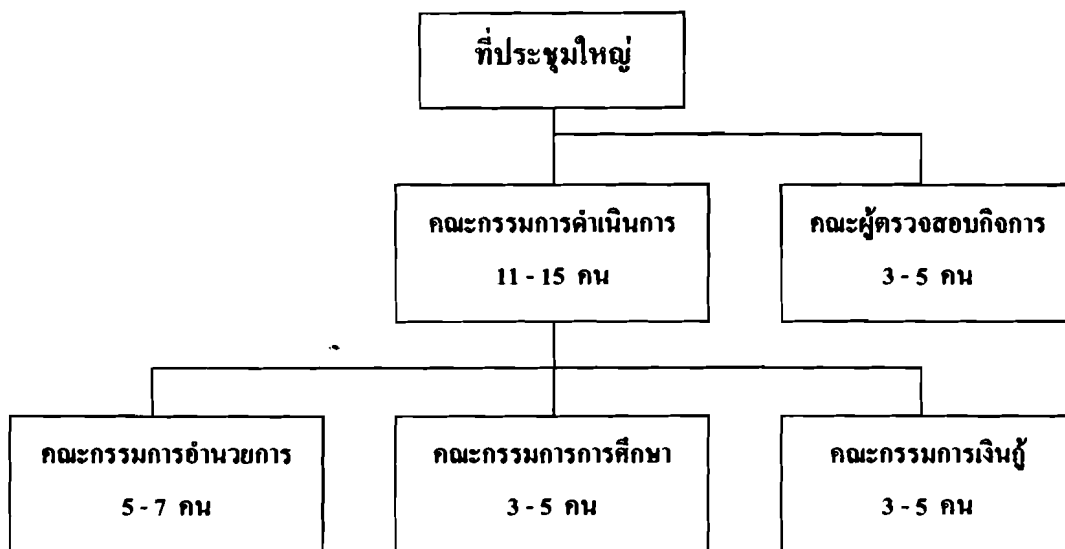 ที่ประชุมใหญ่
คณะกรรมการดำเนินการ
11 - 15 คน
คณะผู้ตรวจสอบกิจการ
3 - 5 คน
คณะกรรมการอำนวยการ
5 - 7 คน
คณะกรรมการการศึกษา
3 - 5 คน
คณะกรรมการเงินกู้
3 - 5 คน